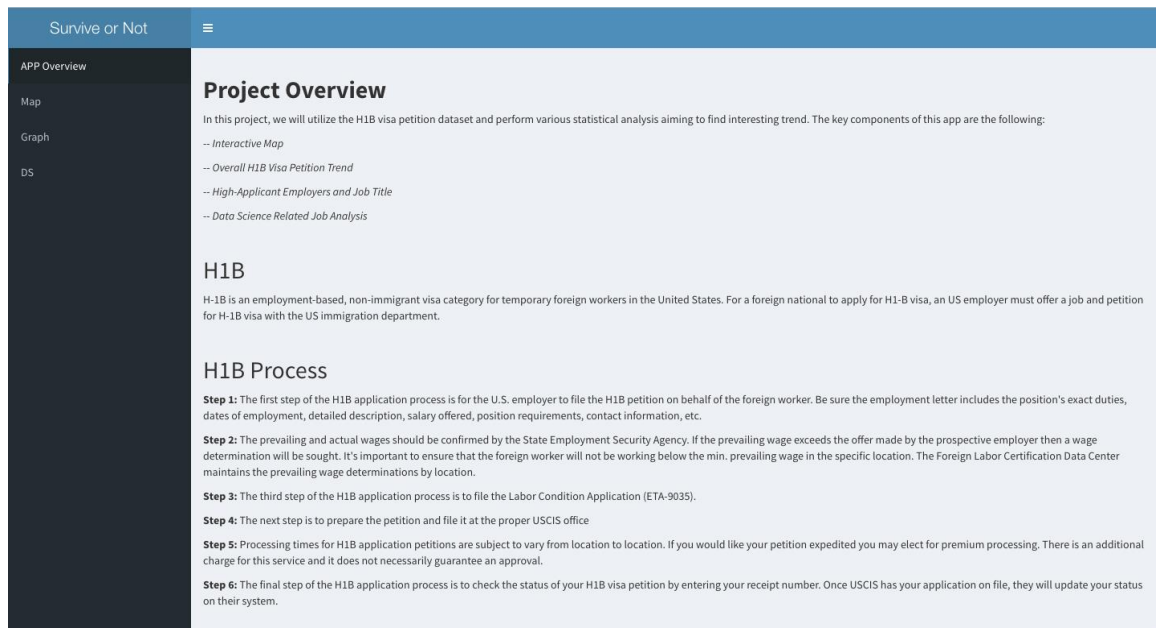 Survive or Not
APP Overview
Map
Graph
DS
Project Overview
In this project, we will utilize the H1B visa petition dataset and perform various statistical analysis aiming to find interesting trend. The key components of this app are the following:
-- Interactive Map
-- Overall H1B Visa Petition Trend
-- High-Applicant Employers and Job Title
-- Data Science Related Job Analysis
H1B
H-1B is an employment-based, non-immigrant visa category for temporary foreign workers in the United States. For a foreign national to apply for H1-B visa, an US employer must offer a job and petition
for H-1B visa with the US immigration department.
H1B Process
Step 1: The first step of the H1B application process is for the U.S. employer to file the H1B petition on behalf of the foreign worker. Be sure the employment letter includes the position's exact duties,
dates of employment, detailed description, salary offered, position requirements, contact information, etc.
Step 2: The prevailing and actual wages should be confirmed by the State Employment Security Agency. If the prevailing wage exceeds the offer made by the prospective employer then a wage
determination will be sought. It's important to ensure that the foreign worker will not be working below the min. prevailing wage in the specific location. The Foreign Labor Certification Data Center
maintains the prevailing wage determinations by location.
Step 3: The third step of the H1B application process is to file the Labor Condition Application (ETA-9035).
Step 4: The next step is to prepare the petition and file it at the proper USCIS office
Step 5: Processing times for H1B application petitions are subject to vary from location to location. If you would like your petition expedited you may elect for premium processing. There is an additional
charge for this service and it does not necessarily guarantee an approval.
Step 6: The final step of the H1B application process is to check the status of your H1B visa petition by entering your receipt number. Once USCIS has your application on file, they will update your status
on their system.